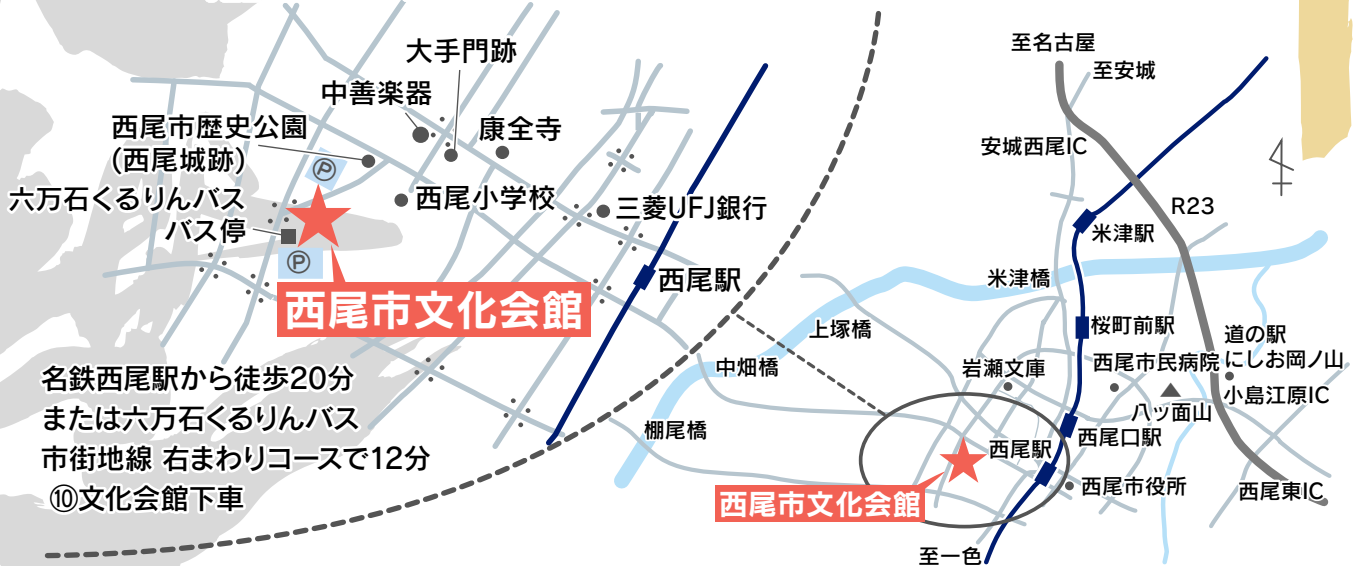 大手門跡
中善楽器
康全寺
西尾市歴史公園
(西尾城跡)
P
西尾小学校
六万石くるりんバス
バス停
三菱UFJ銀行
P
西尾駅
西尾市文化会館
名鉄西尾駅から徒歩20分
または六万石くるりんバス
市街地線 右まわりコースで12分
⑩文化会館下車
至名古屋
至安城
安城西尾IC
R23
米津駅
米津橋
桜町前駅
上塚橋
道の駅
にしお岡ノ山
中畑橋
岩瀬文庫
西尾市民病院
小島江原IC
八ッ面山
棚尾橋
西尾口駅
西尾駅
西尾市役所
西尾東IC
西尾市文化会館
至一色